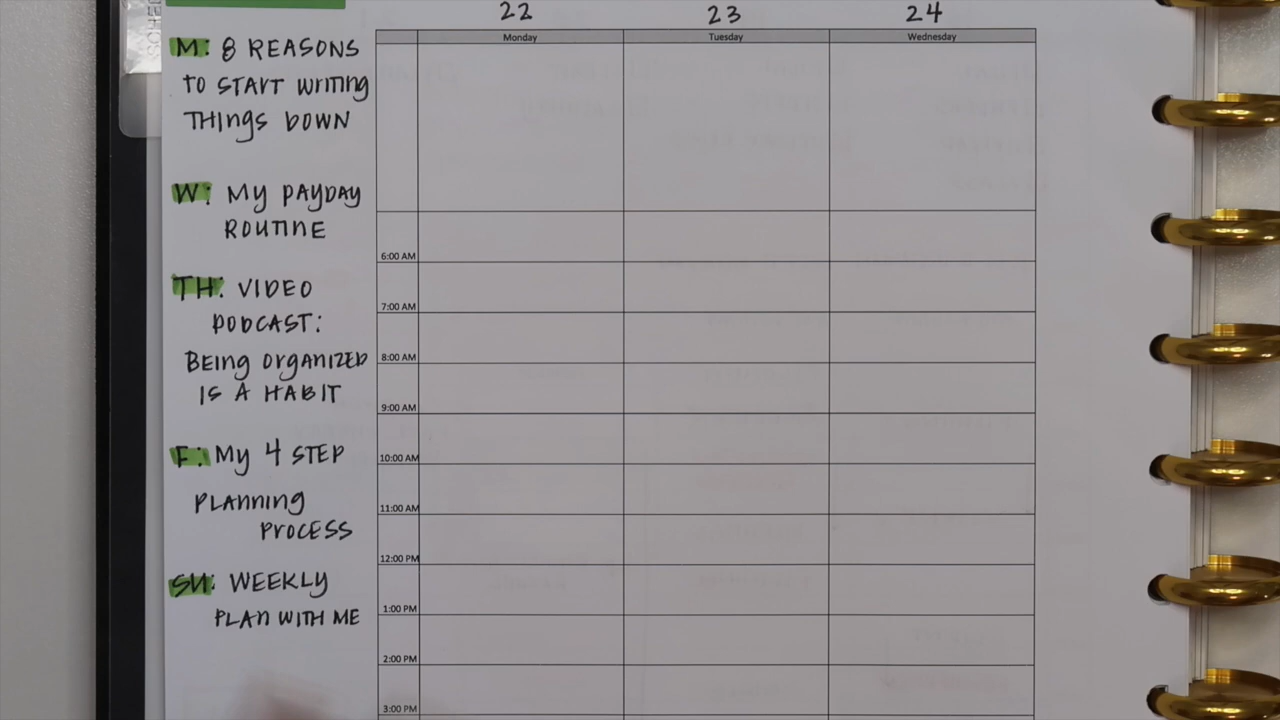 22 23 24
Monday Tuesday Wednesday
M: 8 REASONS
TO START WRITING
THINGS DOWN
W: MY PAYDAY
ROUTINE
TH: VIDEO
PODCAST:
BEING ORGANIZED
IS A HABIT
F: MY 4 STEP
PLANNING
PROCESS
SU: WEEKLY
PLAN WITH ME
6:00 AM
7:00 AM
8:00 AM
9:00 AM
10:00 AM
11:00 AM
12:00 PM
1:00 PM
2:00 PM
3:00 PM